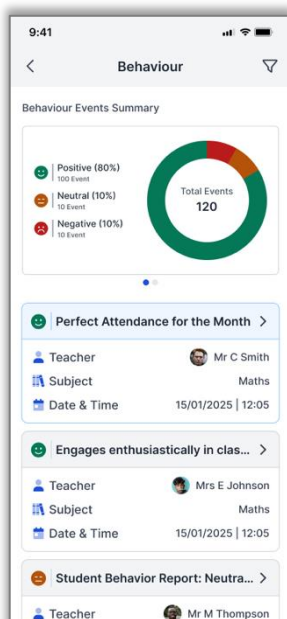 9:41
Behaviour
Behaviour Events Summary
Positive (80%)
100 Event
Neutral (10%)
10 Event
Negative (10%)
10 Event
Total Events
120
Perfect Attendance for the Month
Teacher Mr C Smith
Subject Maths
Date & Time 15/01/2025 | 12:05
Engages enthusiastically in clas...
Teacher Mrs E Johnson
Subject Maths
Date & Time 15/01/2025 | 12:05
Student Behavior Report: Neutra...
Teacher Mr M Thompson